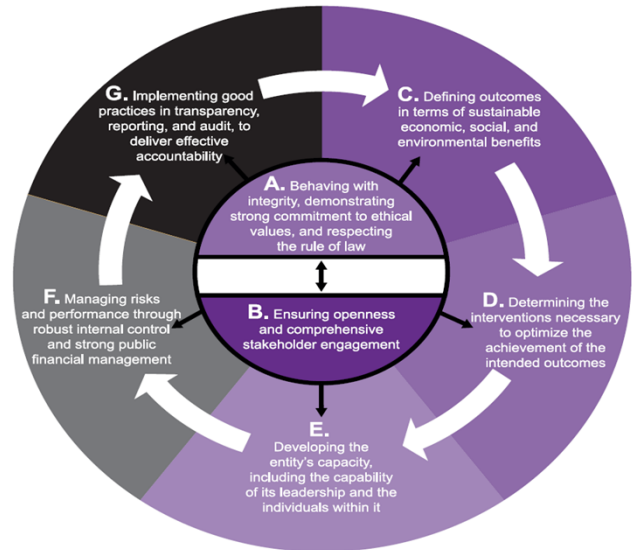 A. Behaving with
integrity, demonstrating
strong commitment to ethical
values, and respecting
the rule of law
B. Ensuring openness
and comprehensive
stakeholder engagement
C. Defining outcomes
in terms of sustainable
economic, social, and
environmental benefits
D. Determining the
interventions necessary
to optimize the
achievement of the
intended outcomes
E.
Developing the
entity's capacity,
including the capability
of its leadership and the
individuals within it
F. Managing risks
and performance through
robust internal control
and strong public
financial management
G. Implementing good
practices in transparency,
reporting, and audit, to
deliver effective
accountability